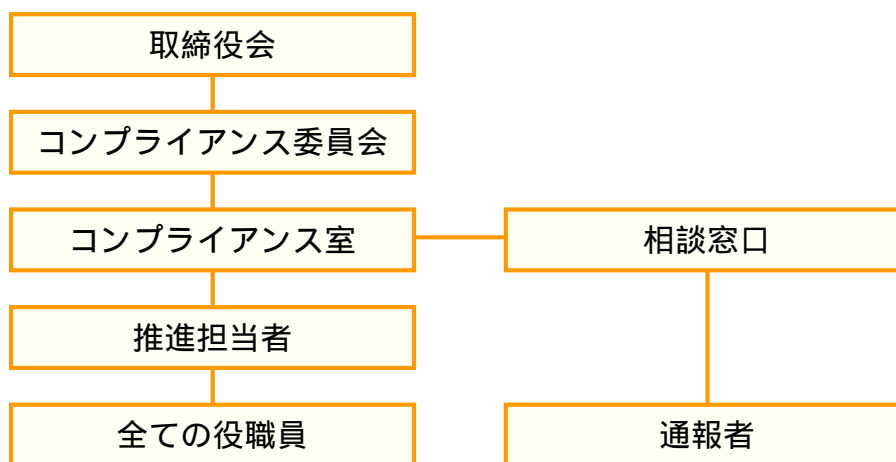 取締役会
コンプライアンス委員会
コンプライアンス室
相談窓口
推進担当者
全ての役職員
通報者